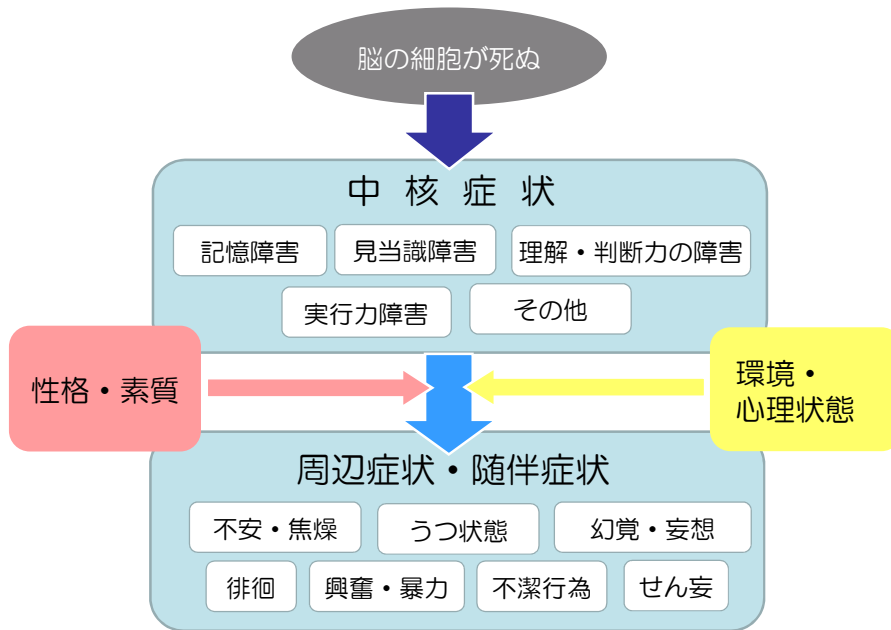 脳の細胞が死ぬ
中核症状
記憶障害
見当識障害
理解・判断力の障害
実行力障害
その他
性格・素質
環境・
心理状態
周辺症状・随伴症状
不安・焦燥
うつ状態
幻覚・妄想
徘徊
興奮・暴力
不潔行為
せん妄